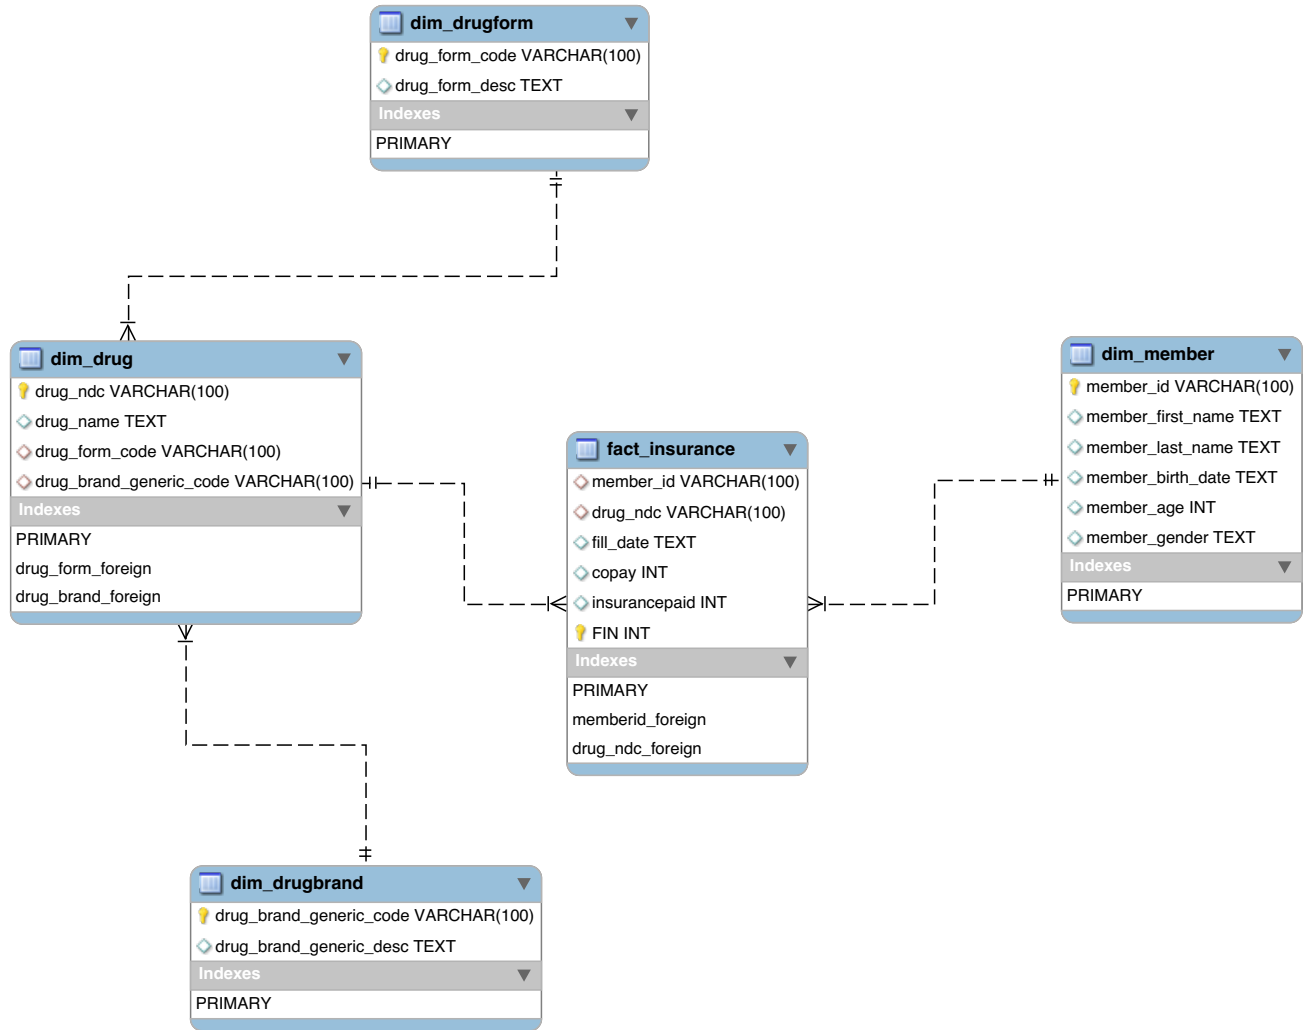 dim_drugform
drug_form_code VARCHAR(100)
drug_form_desc TEXT
Indexes
PRIMARY
dim_drug
drug_ndc VARCHAR(100)
drug_name TEXT
drug_form_code VARCHAR(100)
drug_brand_generic_code VARCHAR(100)
Indexes
PRIMARY
drug_form_foreign
drug_brand_foreign
fact_insurance
member_id VARCHAR(100)
drug_ndc VARCHAR(100)
fill_date TEXT
copay INT
insurancepaid INT
FIN INT
Indexes
PRIMARY
memberid_foreign
drug_ndc_foreign
dim_member
member_id VARCHAR(100)
member_first_name TEXT
member_last_name TEXT
member_birth_date TEXT
member_age INT
member_gender TEXT
Indexes
PRIMARY
dim_drugbrand
drug_brand_generic_code VARCHAR(100)
drug_brand_generic_desc TEXT
Indexes
PRIMARY